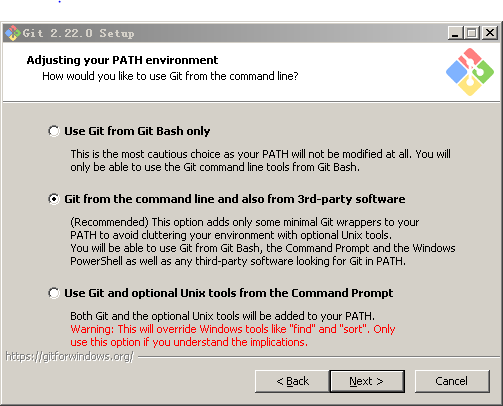 Git 2.22.0 Setup
Adjusting your PATH environment
How would you like to use Git from the command line?
Use Git from Git Bash only
This is the most cautious choice as your PATH will not be modified at all. You will
only be able to use the Git command line tools from Git Bash.
Git from the command line and also from 3rd-party software
(Recommended) This option adds only some minimal Git wrappers to your
PATH to avoid cluttering your environment with optional Unix tools.
You will be able to use Git from Git Bash, the Command Prompt and the Windows
PowerShell as well as any third-party software looking for Git in PATH.
Use Git and optional Unix tools from the Command Prompt
Both Git and the optional Unix tools will be added to your PATH.
Warning: This will override Windows tools like "find" and "sort". Only
use this option if you understand the implications.
https://gitforwindows.org/
< Back Next > Cancel